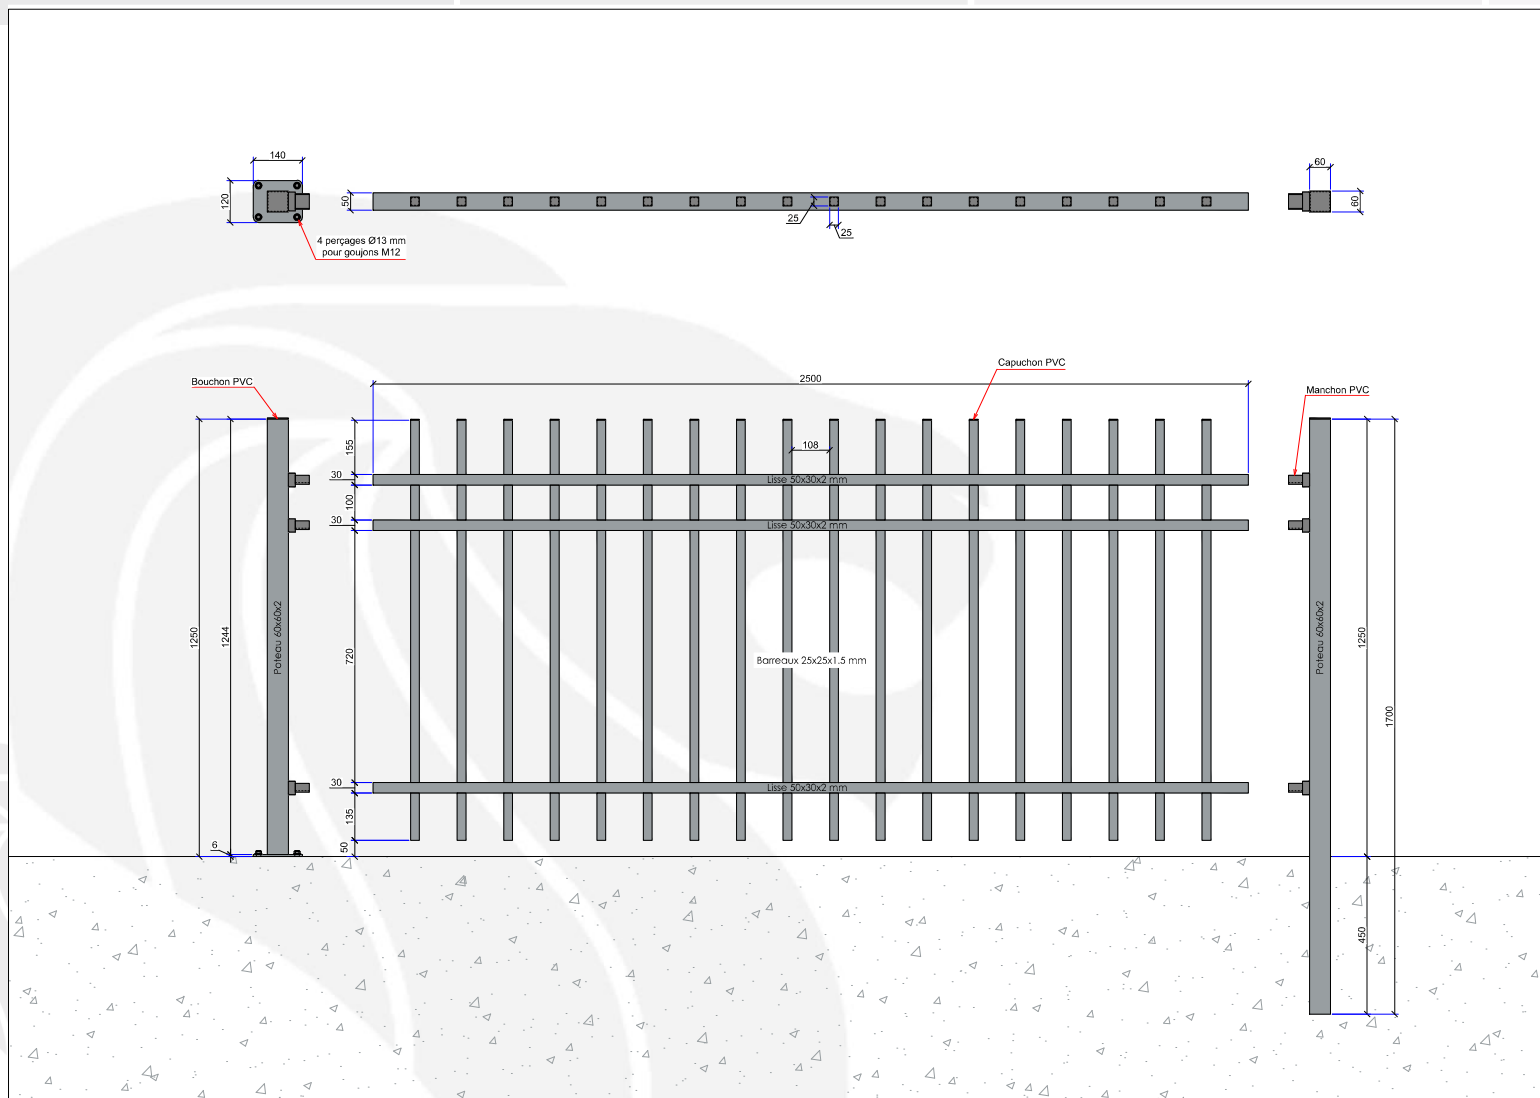 140
60
120
50
60
25
25
4 perçages Ø13 mm
pour goujons M12
Capuchon PVC
Bouchon PVC
2500
Manchon PVC
155
108
30
Lisse 50x30x2 mm
100
30
Lisse 50x30x2 mm
1250
1244
Poteau 60x60x2
720
Barreaux 25x25x1.5 mm
Poteau 60x60x2
1250
1700
30
Lisse 50x30x2 mm
135
6
50
450